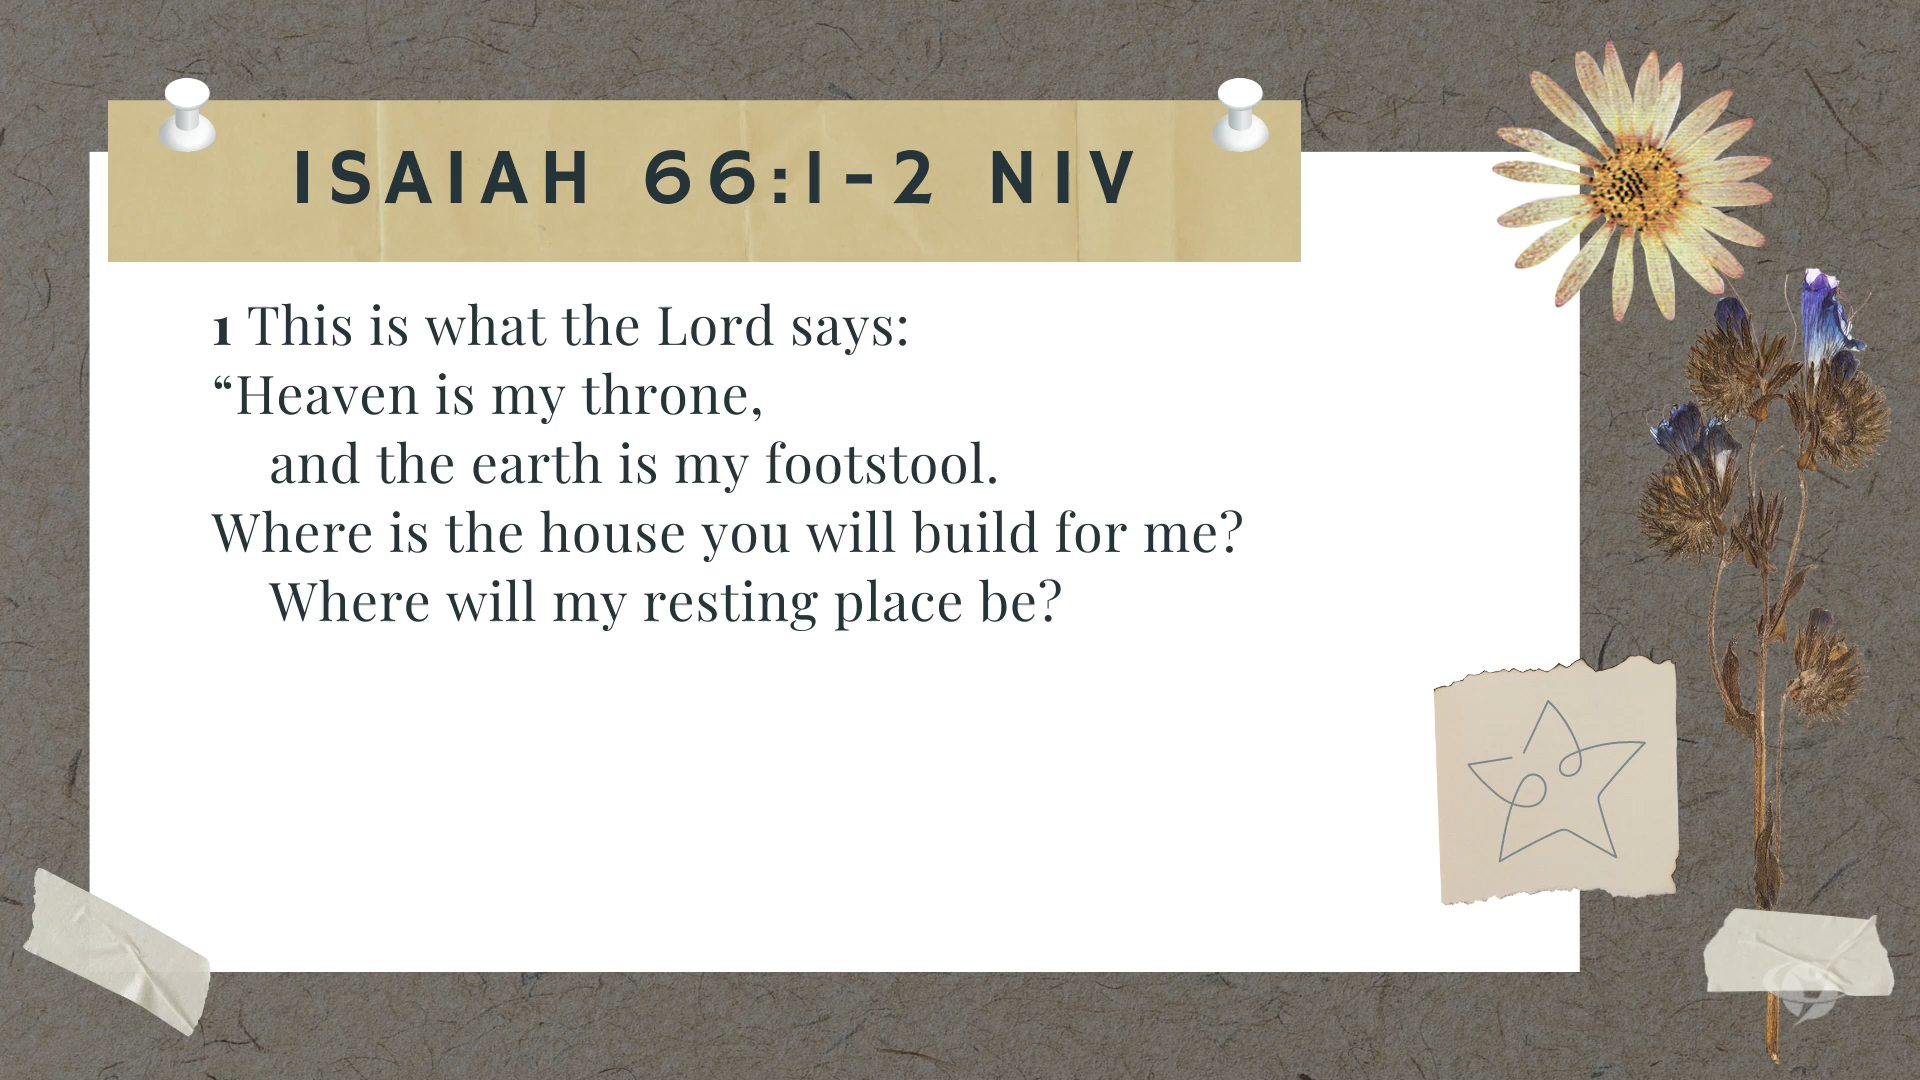 ISAIAH 66:1-2 NIV
1 This is what the Lord says:
“Heaven is my throne,
and the earth is my footstool.
Where is the house you will build for me?
Where will my resting place be?